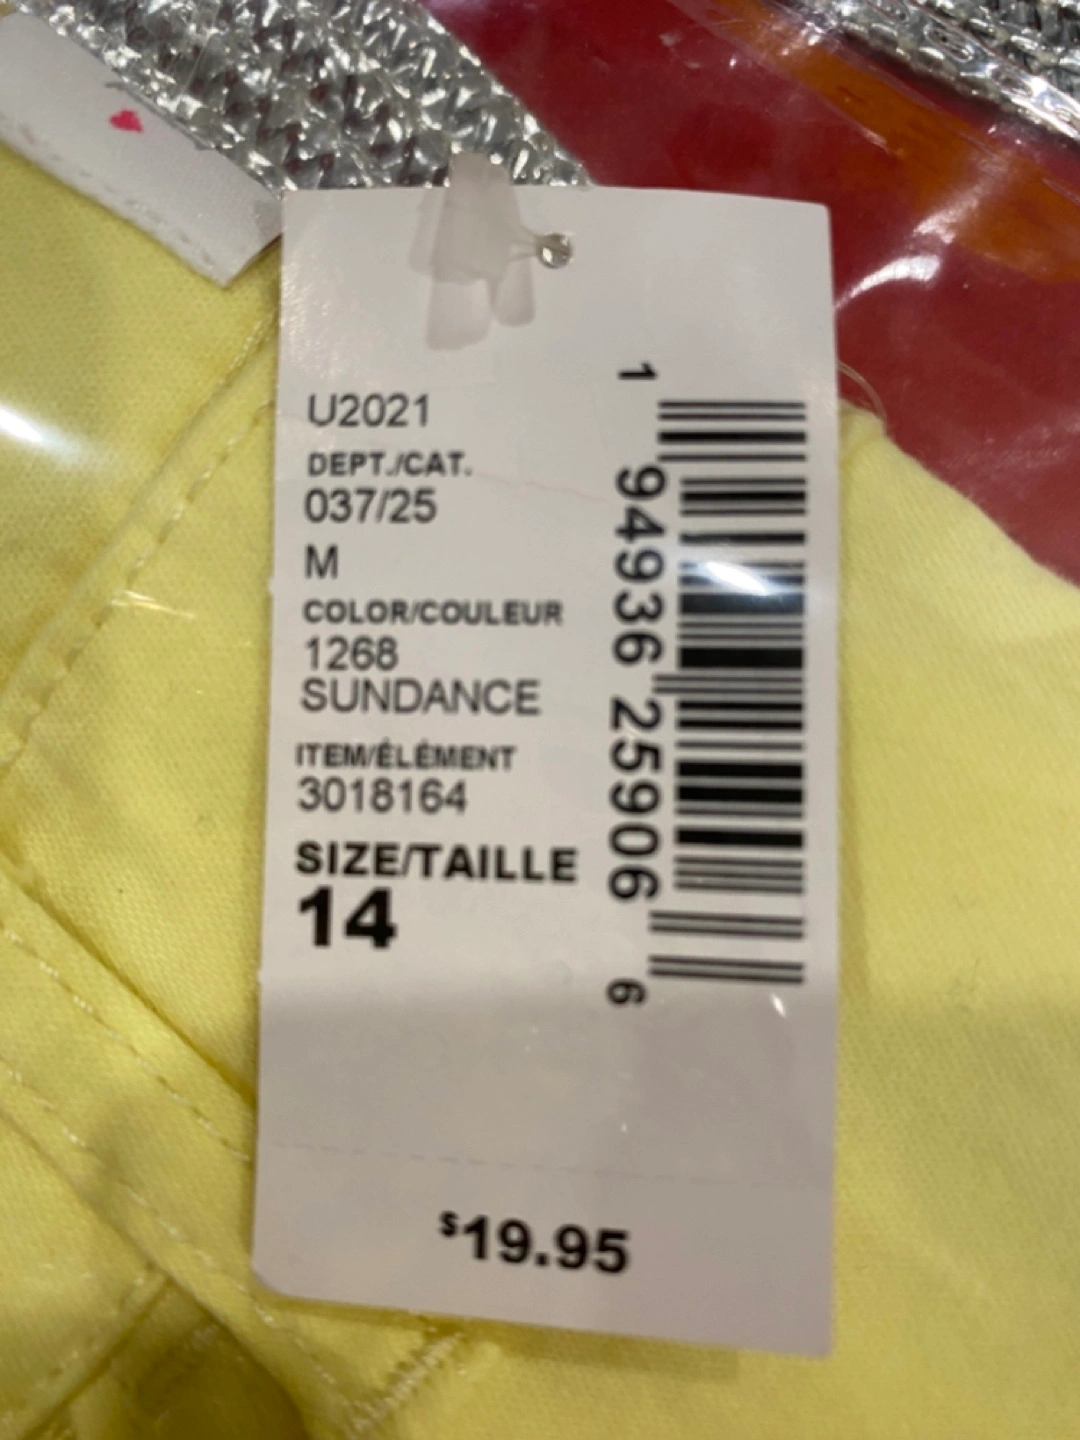 U2021
DEPT./CAT.
037/25
M
COLOR/COULEUR
1268
SUNDANCE
ITEM/ÉLÉMENT
3018164
SIZE/TAILLE
14
1 94936 25906 6
$19.95